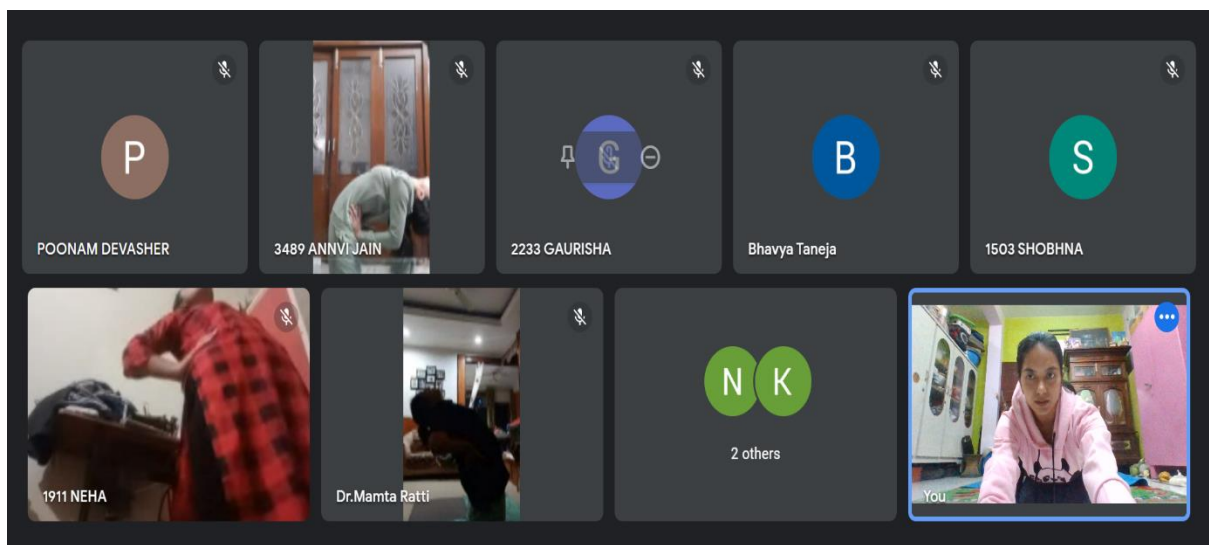 P
POONAM DEVASHER
3489 ANNVI JAIN
G
2233 GAURISHA
B
Bhavya Taneja
S
1503 SHOBHNA
1911 NEHA
Dr.Mamta Ratti
N K
2 others
You